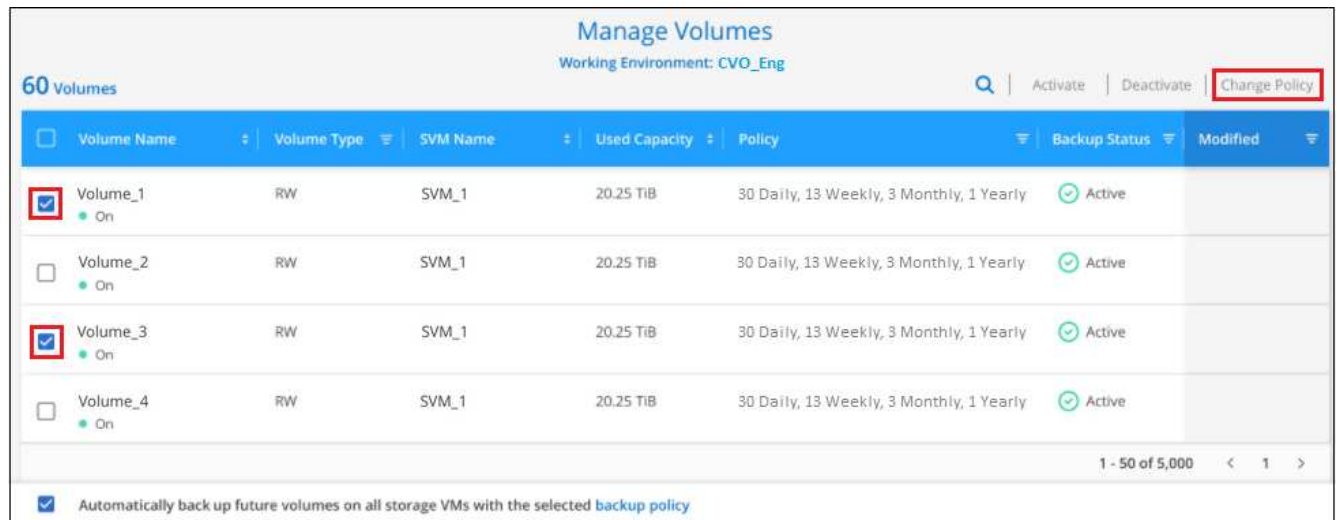 Manage Volumes
Working Environment: CVO_Eng
60 Volumes
Activate | Deactivate | Change Policy
Volume Name Volume Type SVM Name Used Capacity Policy Backup Status Modified
Volume_1 RW SVM_1 20.25 TiB 30 Daily, 13 Weekly, 3 Monthly, 1 Yearly Active
On
Volume_2 RW SVM_1 20.25 TiB 30 Daily, 13 Weekly, 3 Monthly, 1 Yearly Active
On
Volume_3 RW SVM_1 20.25 TiB 30 Daily, 13 Weekly, 3 Monthly, 1 Yearly Active
On
Volume_4 RW SVM_1 20.25 TiB 30 Daily, 13 Weekly, 3 Monthly, 1 Yearly Active
On
1 - 50 of 5,000 < 1 >
Automatically back up future volumes on all storage VMs with the selected backup policy